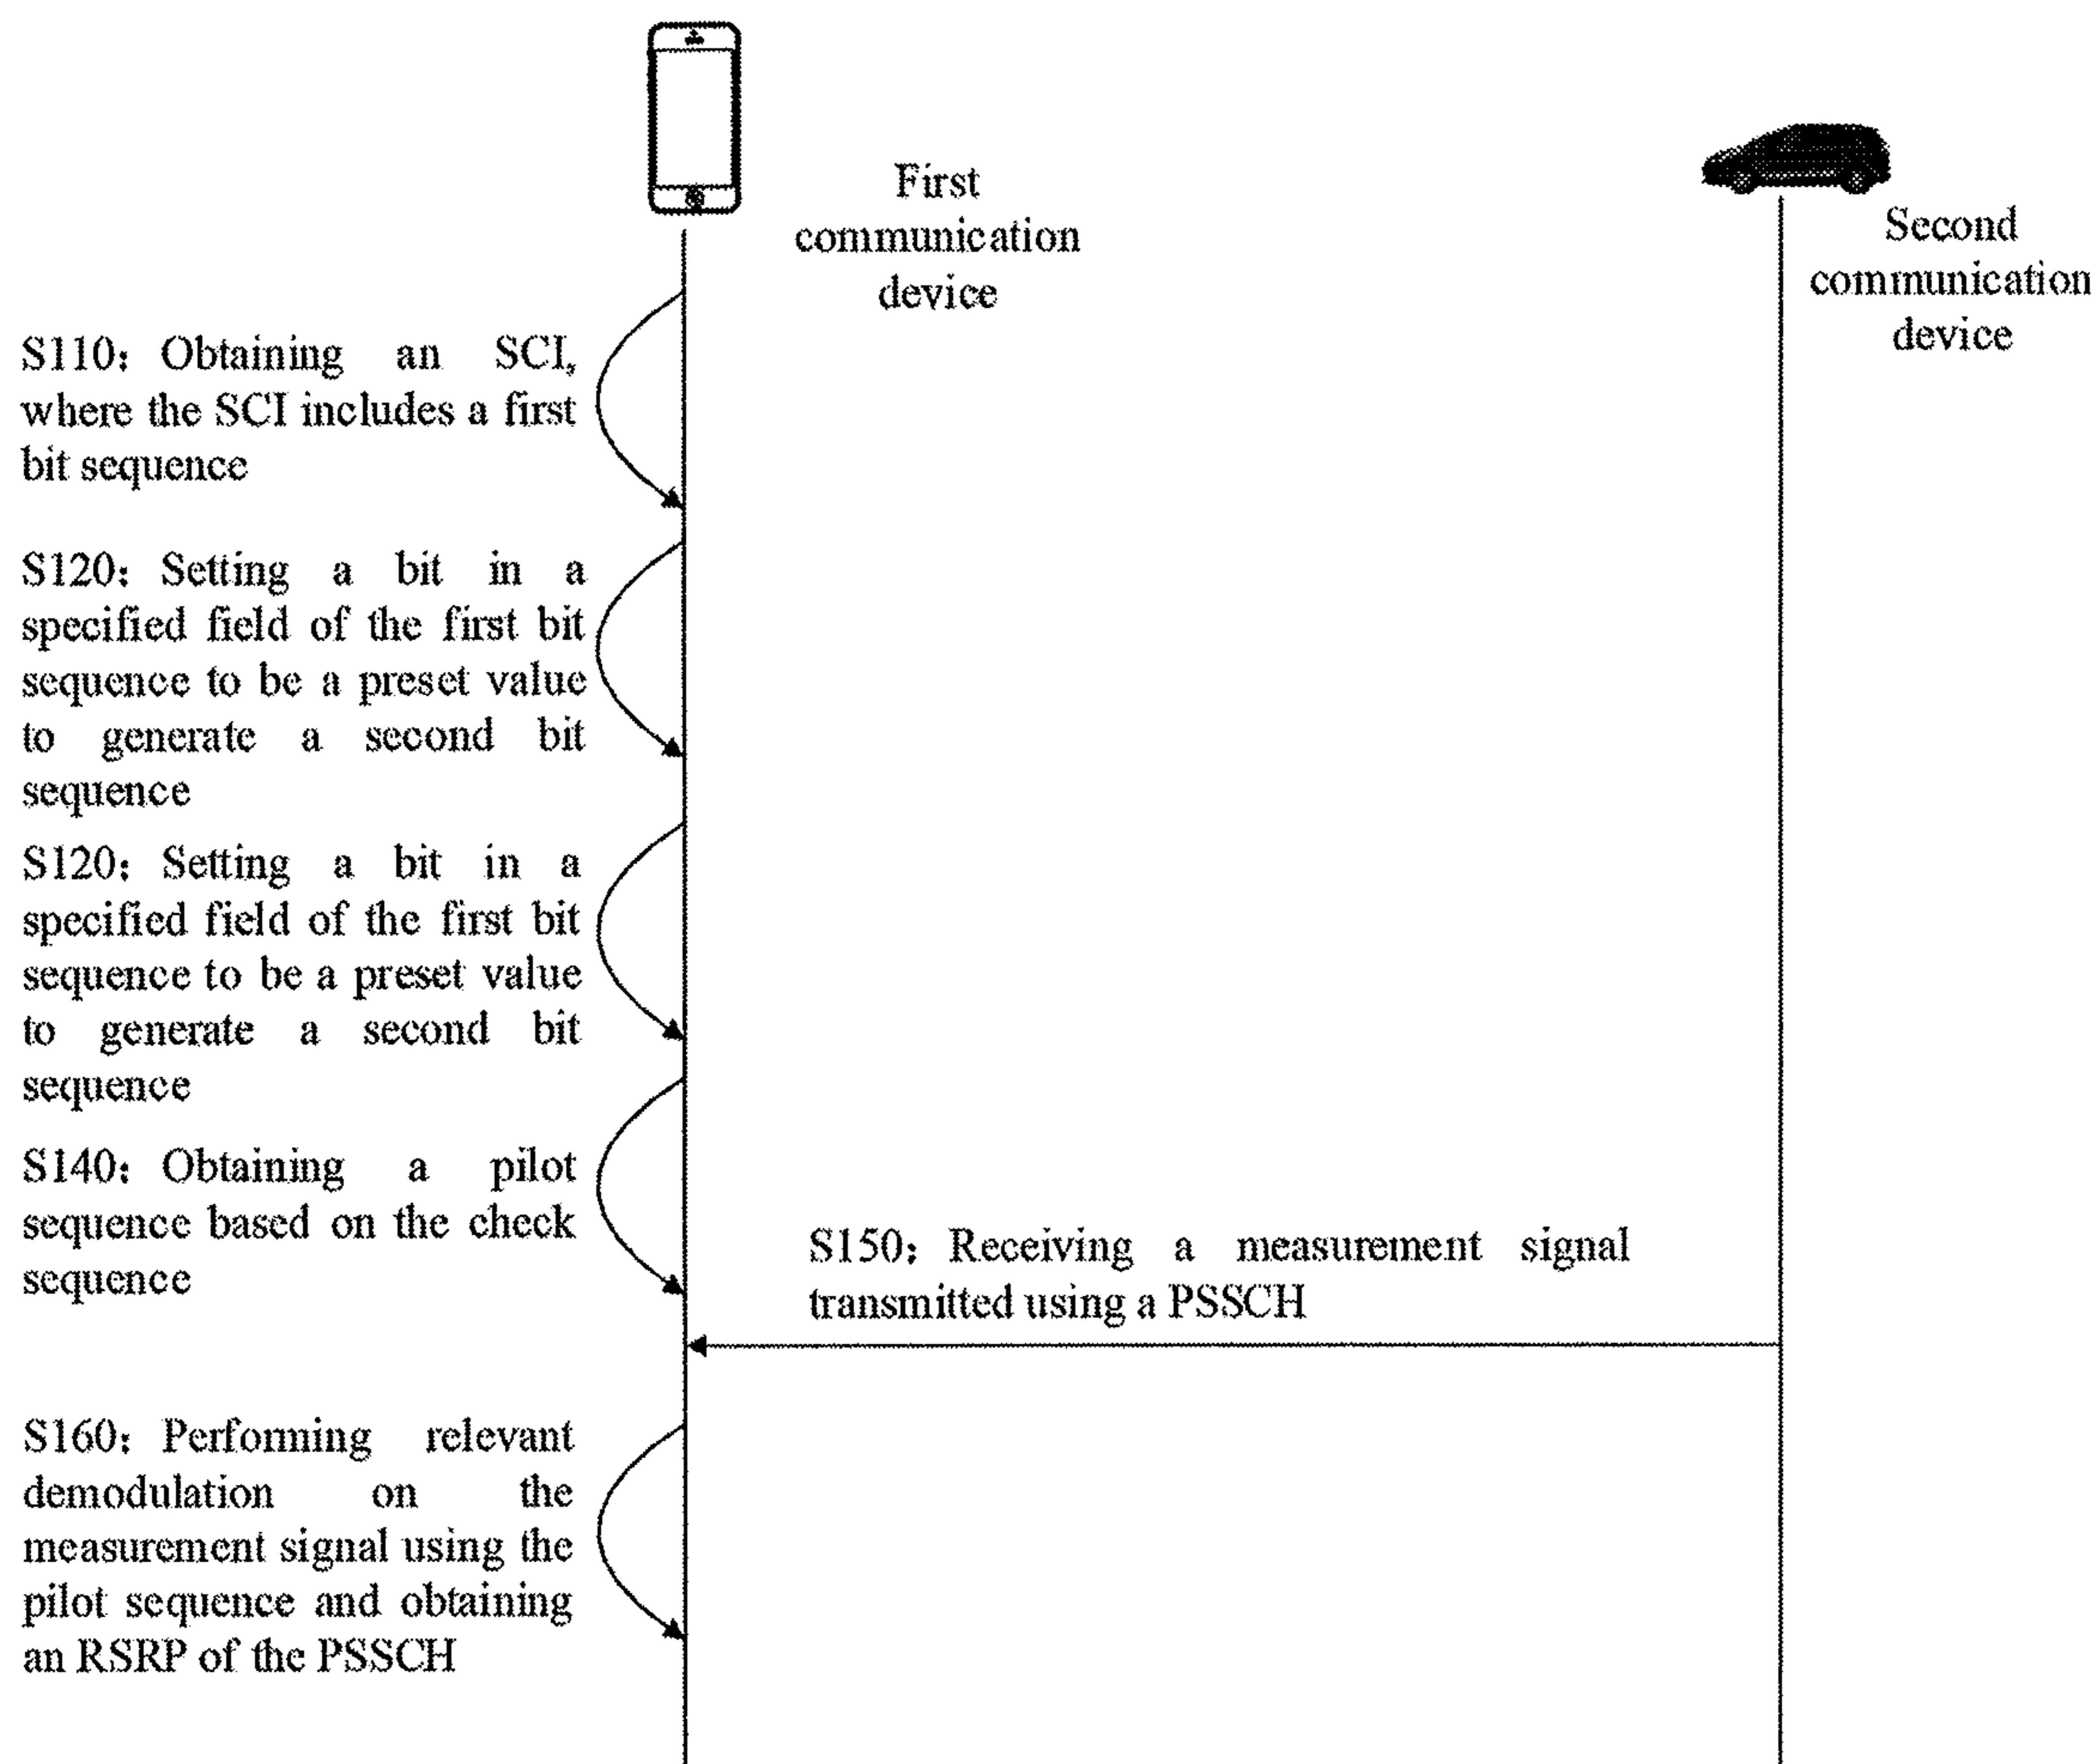 First
communication
device
Second
communication
device
S110: Obtaining an SCI,
where the SCI includes a first
bit sequence
S120: Setting a bit in a
specified field of the first bit
sequence to be a preset value
to generate a second bit
sequence
S120: Setting a bit in a
specified field of the first bit
sequence to be a preset value
to generate a second bit
sequence
S140: Obtaining a pilot
sequence based on the check
sequence
S150: Receiving a measurement signal
transmitted using a PSSCH
S160: Performing relevant
demodulation on the
measurement signal using the
pilot sequence and obtaining
an RSRP of the PSSCH